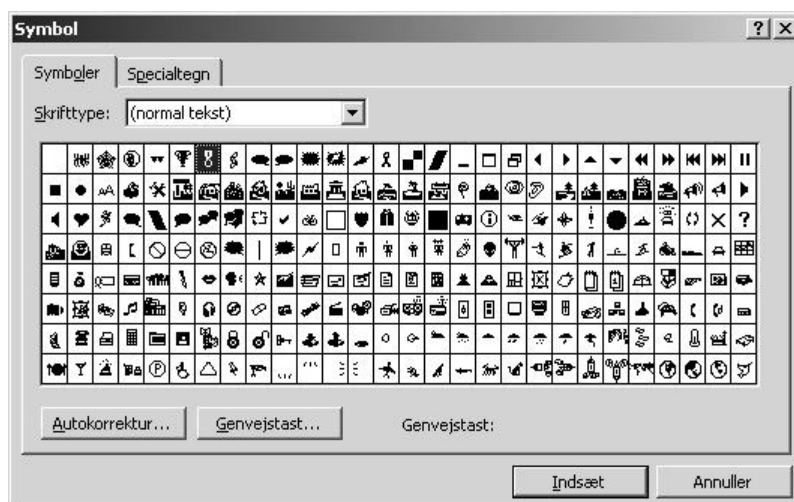 Symbol
Symboler Specialtegn
Skrifttype: (normal tekst)
Autokorrektur... Genvejstast... Genvejstast:
Indsæt Annuller